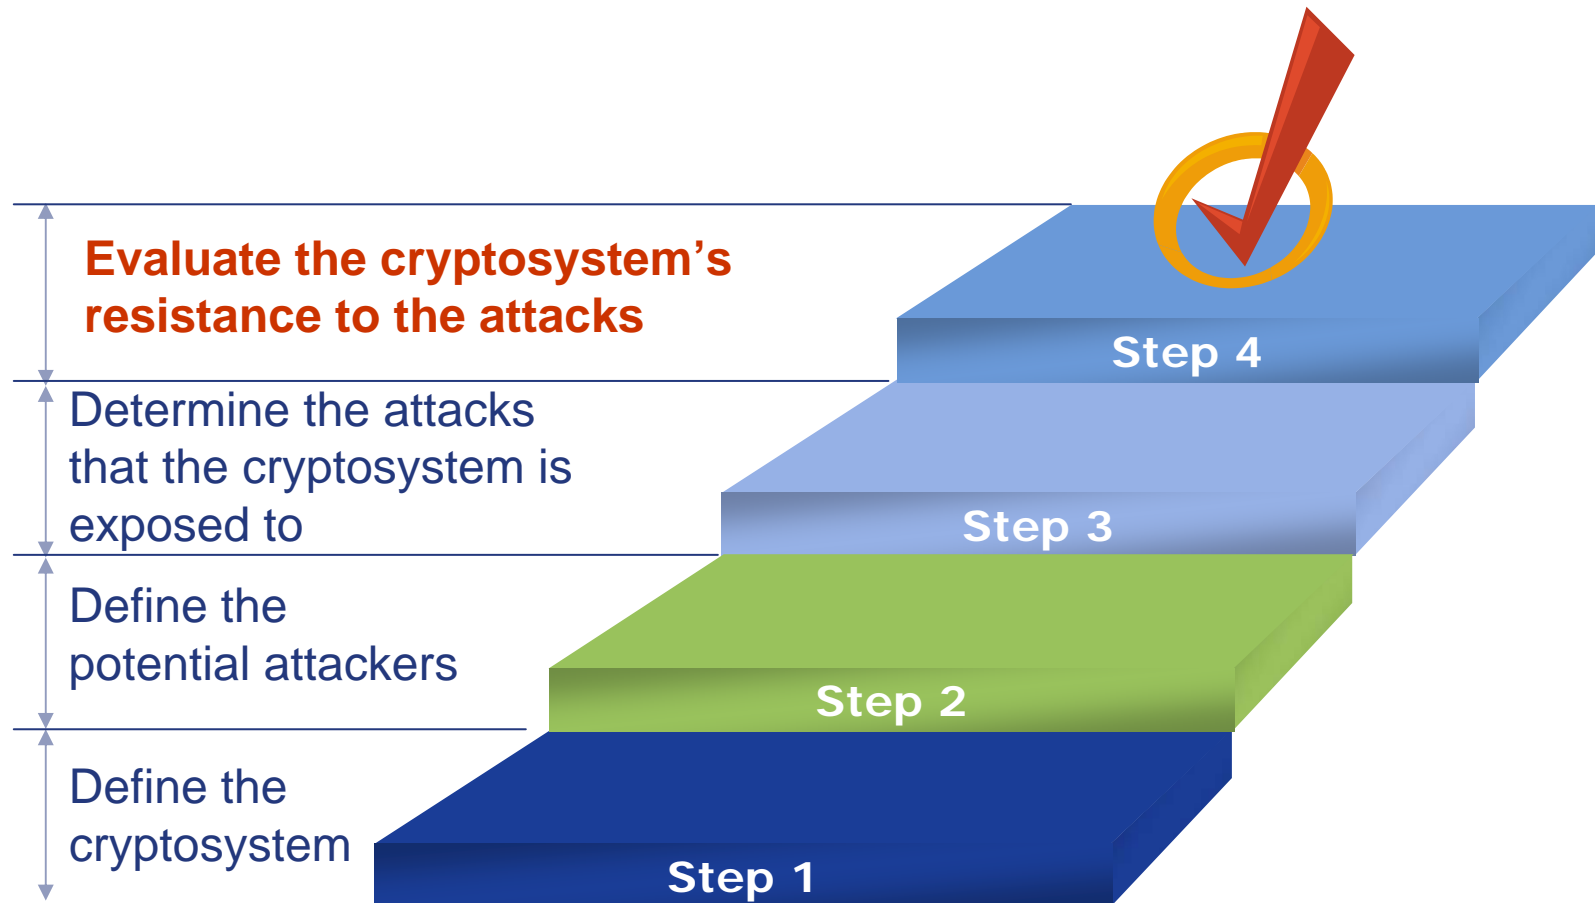 Evaluate the cryptosystem’s
resistance to the attacks
Step 4
Determine the attacks
that the cryptosystem is
exposed to
Step 3
Define the
potential attackers
Step 2
Define the
cryptosystem
Step 1